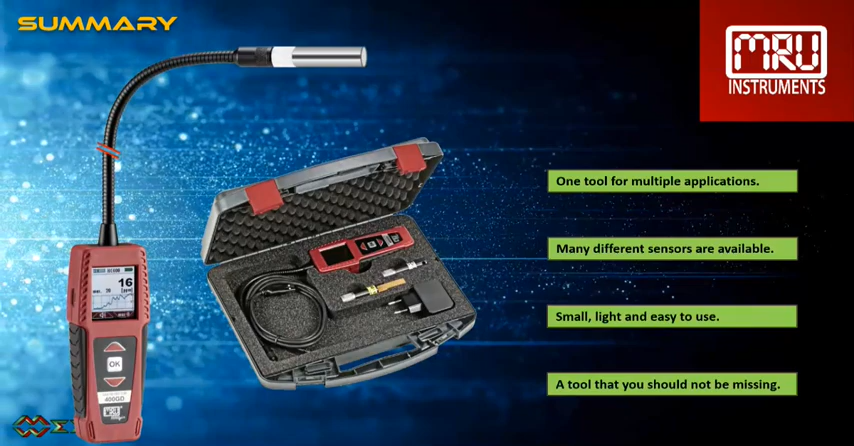 SUMMARY
MRU
INSTRUMENTS
One tool for multiple applications.
Many different sensors are available.
Small, light and easy to use.
A tool that you should not be missing.
16
OK
400GD
MRU